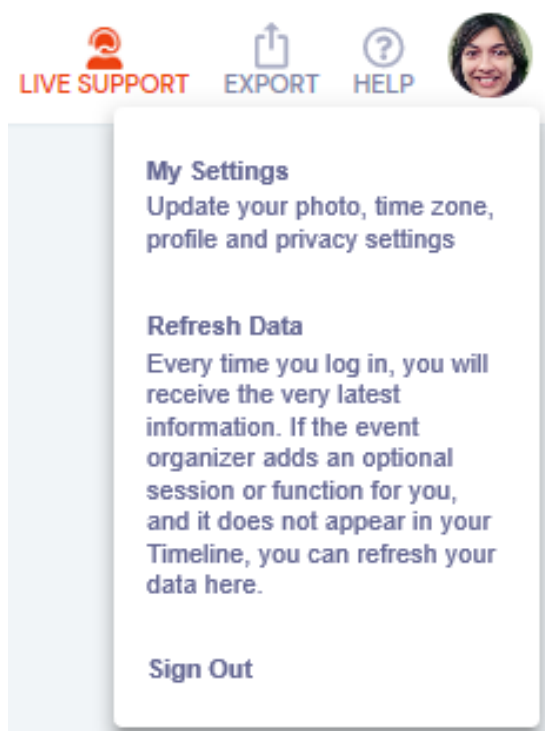 LIVE SUPPORT EXPORT HELP
My Settings
Update your photo, time zone,
profile and privacy settings
Refresh Data
Every time you log in, you will
receive the very latest
information. If the event
organizer adds an optional
session or function for you,
and it does not appear in your
Timeline, you can refresh your
data here.
Sign Out